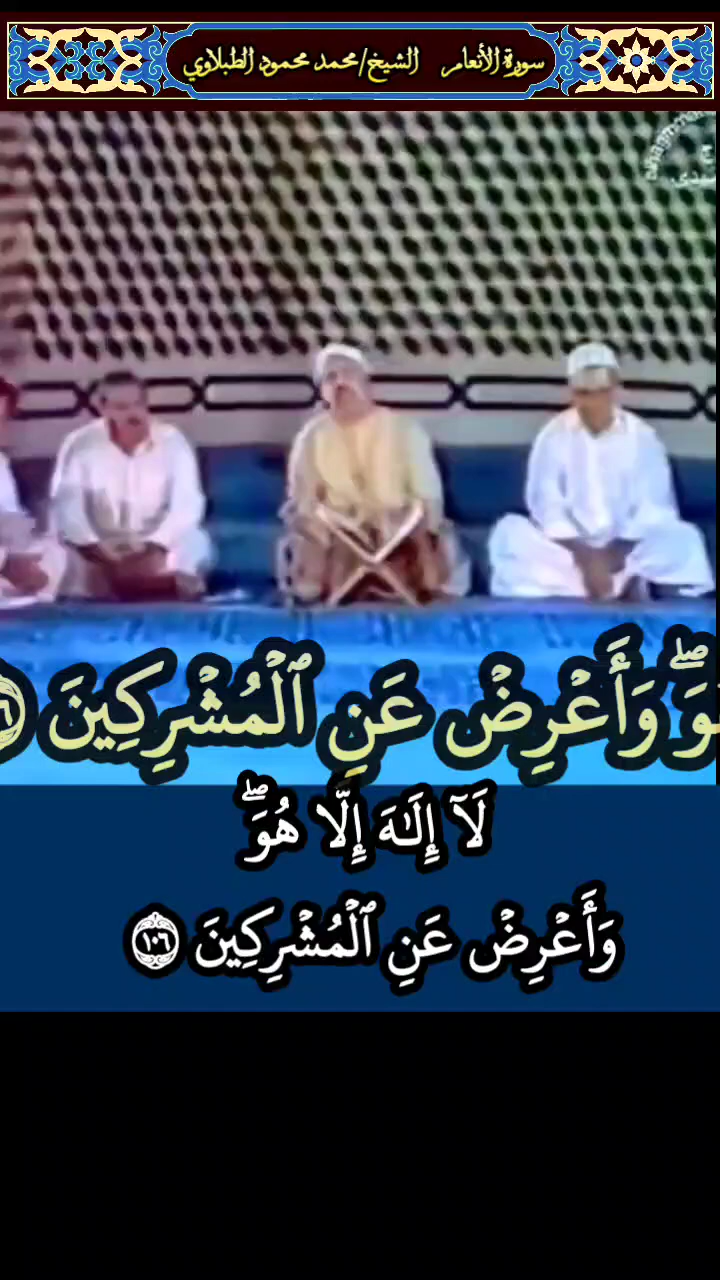 سورة الأنعام الشيخ/محمد محمود الطبلاوي
وَأَعْرِضْ عَنِ ٱلْمُشْرِكِينَ
لَآ إِلَـٰهَ إِلَّا هُوَ ۖ
وَأَعْرِضْ عَنِ ٱلْمُشْرِكِينَ ١٠٦